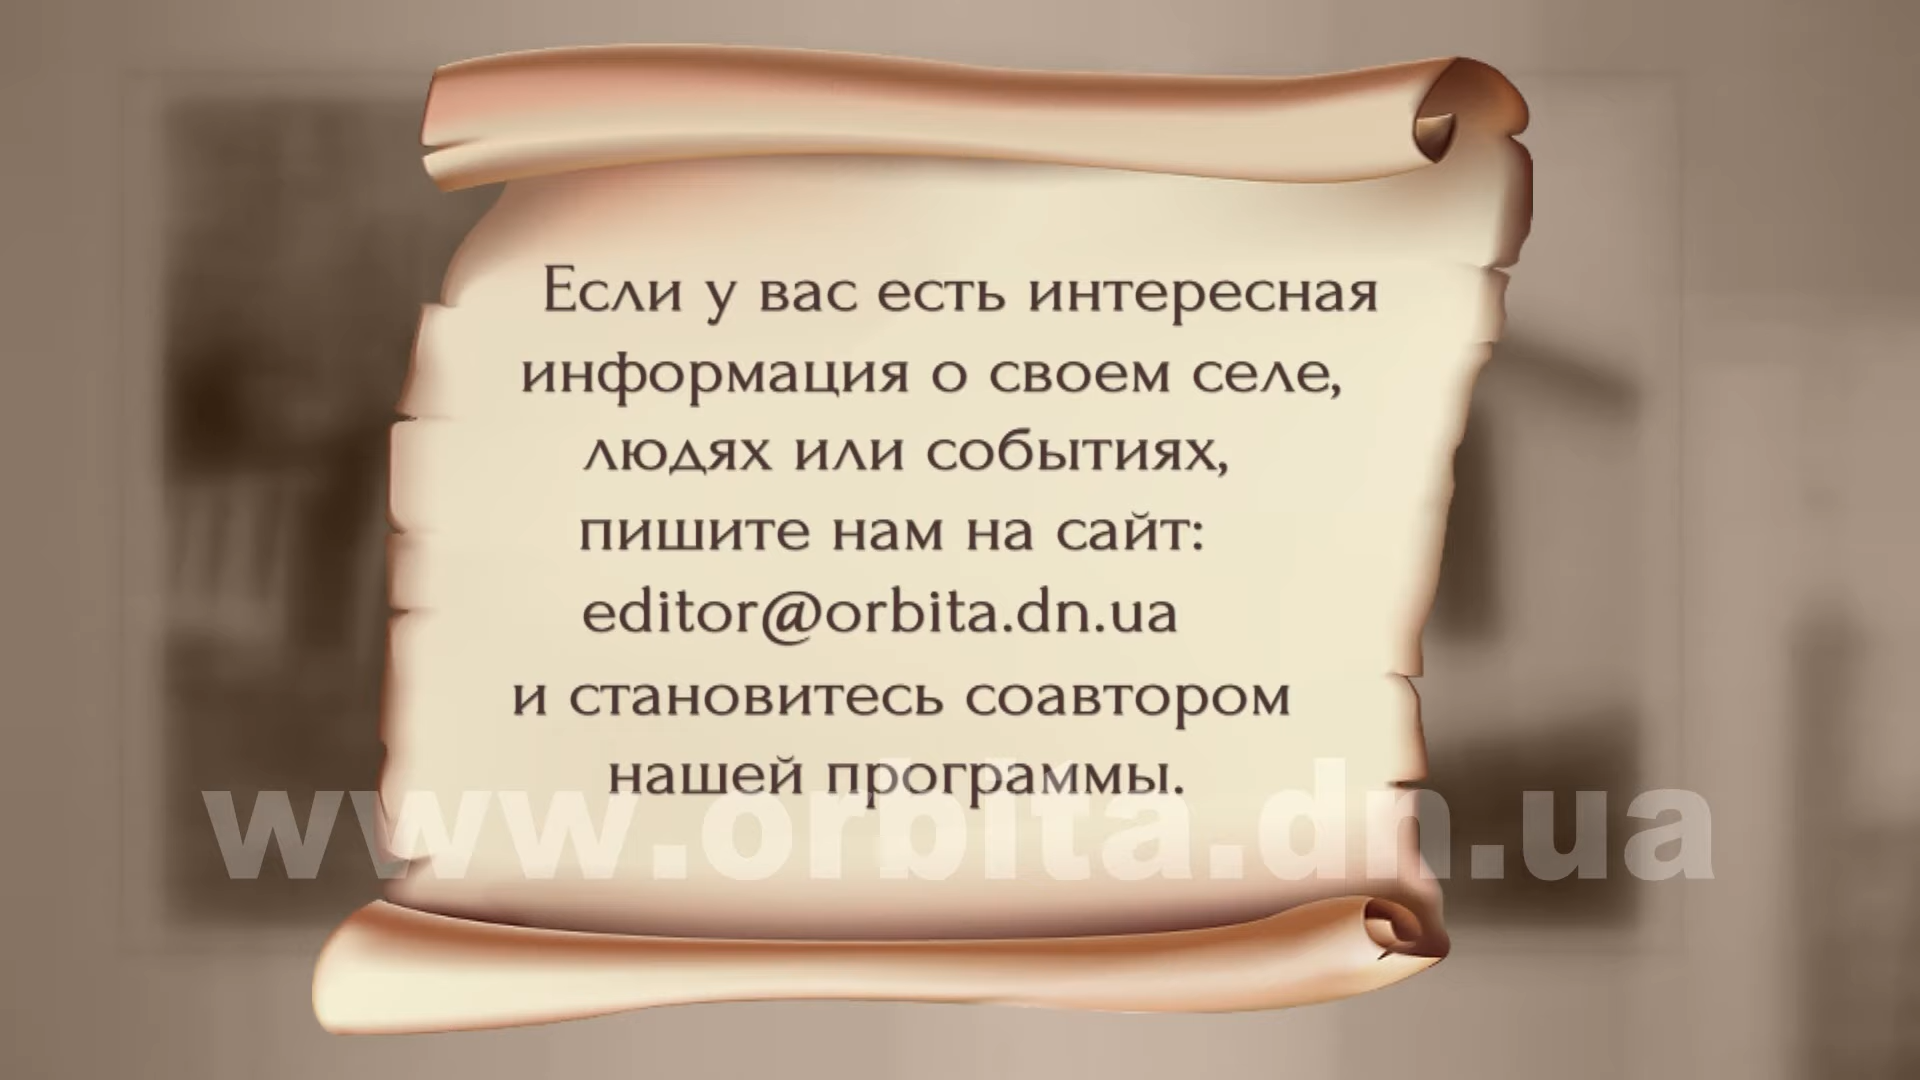 Если у вас есть интересная
информация о своем селе,
людях или событиях,
пишите нам на сайт:
editor@orbita.dn.ua
и становитесь соавтором
нашей программы.
www.orbita.dn.ua